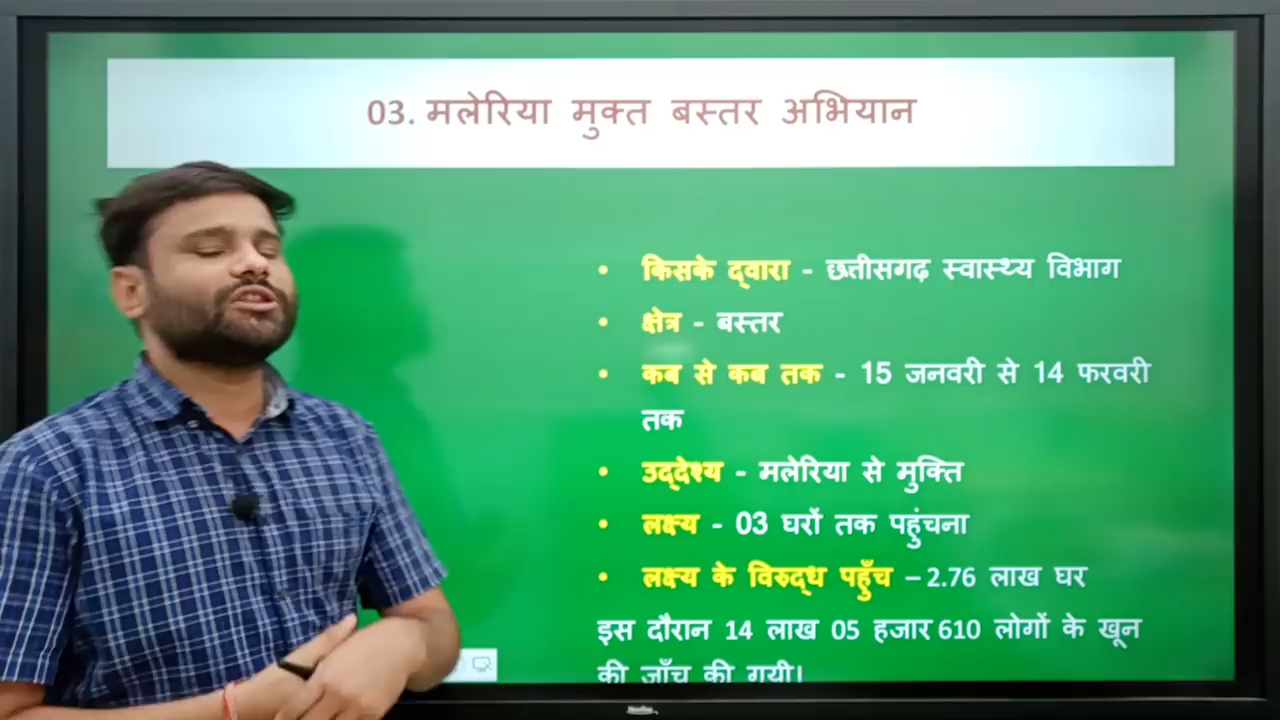 03. मलेरिया मुक्त बस्तर अभियान
• किसके द्वारा - छत्तीसगढ़ स्वास्थ्य विभाग
• क्षेत्र - बस्तर
• कब से कब तक - 15 जनवरी से 14 फरवरी
तक
• उद्देश्य - मलेरिया से मुक्ति
• लक्ष्य - 03 घरों तक पहुंचना
• लक्ष्य के विरुद्ध पहुँच – 2.76 लाख घर
इस दौरान 14 लाख 05 हजार 610 लोगों के खून
की जाँच की गयी।